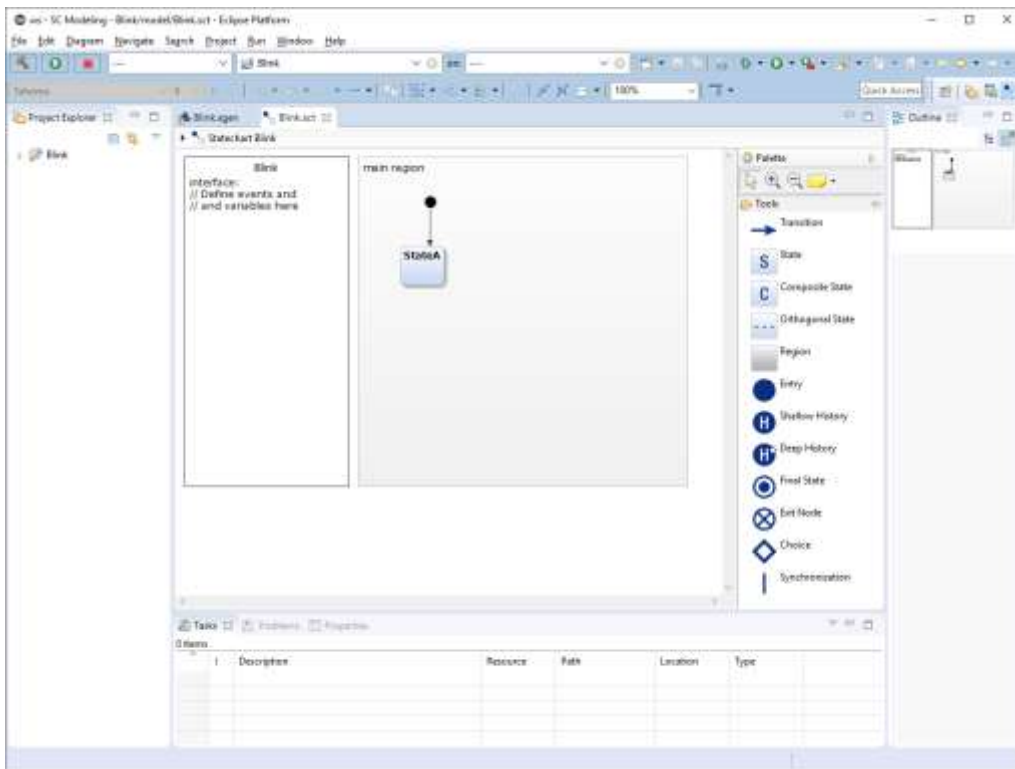 ws - SC Modeling - Blink/model/Blink.sct - Eclipse Platform
File Edit Diagram Navigate Search Project Run Window Help
Blink
100%
Quick Access
Project Explorer
Blink.sgen
Blink.sct
Outline
Statechart Blink
Blink
Blink
interface:
// Define events and
// and variables here
main region
StateA
Palette
Tools
Transition
State
Composite State
Orthogonal State
Region
Entry
Shallow History
Deep History
Final State
Exit Node
Choice
Synchronization
Tasks Problems Properties
0 items
! Description Resource Path Location Type